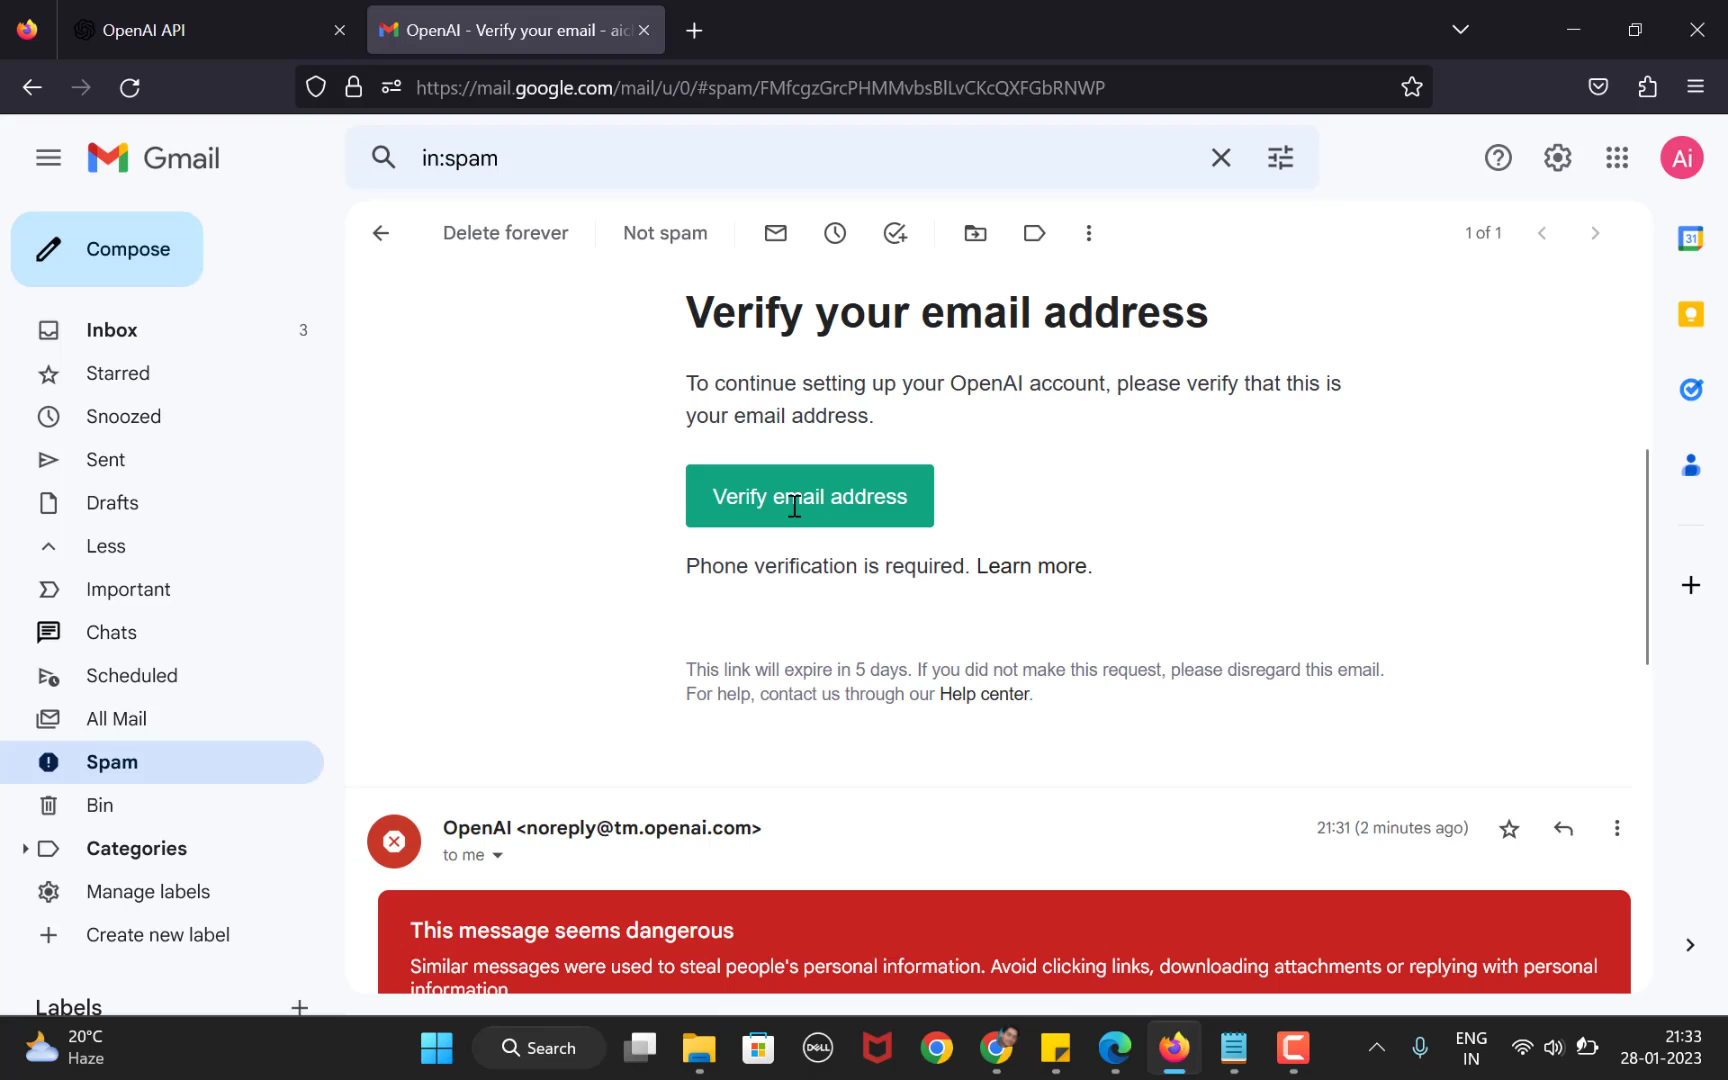 OpenAI API
OpenAI - Verify your email - aic
https://mail.google.com/mail/u/0/#spam/FMfcgzGrcPHMMvbsBlLvCKcQXFGbRNWP
Gmail
in:spam
Ai
Compose
Delete forever
Not spam
1 of 1
31
Inbox
3
Starred
Snoozed
Sent
Drafts
Less
Important
Chats
Scheduled
All Mail
Spam
Bin
Categories
Manage labels
Create new label
Labels
Verify your email address
To continue setting up your OpenAI account, please verify that this is
your email address.
Verify email address
Phone verification is required. Learn more.
This link will expire in 5 days. If you did not make this request, please disregard this email.
For help, contact us through our Help center.
OpenAI <noreply@tm.openai.com>
21:31 (2 minutes ago)
to me
This message seems dangerous
Similar messages were used to steal people's personal information. Avoid clicking links, downloading attachments or replying with personal
information
20°C
Haze
Search
DELL
ENG
IN
21:33
28-01-2023